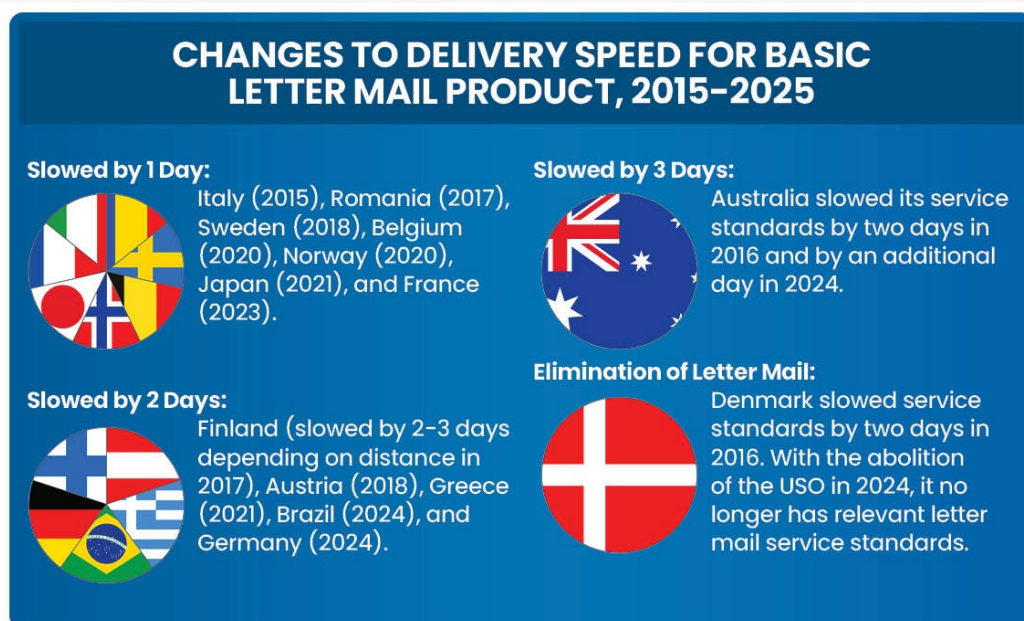 CHANGES TO DELIVERY SPEED FOR BASIC
LETTER MAIL PRODUCT, 2015-2025
Slowed by 1 Day:
Italy (2015), Romania (2017),
Sweden (2018), Belgium
(2020), Norway (2020),
Japan (2021), and France
(2023).
Slowed by 2 Days:
Finland (slowed by 2-3 days
depending on distance in
2017), Austria (2018), Greece
(2021), Brazil (2024), and
Germany (2024).
Slowed by 3 Days:
Australia slowed its service
standards by two days in
2016 and by an additional
day in 2024.
Elimination of Letter Mail:
Denmark slowed service
standards by two days in
2016. With the abolition
of the USO in 2024, it no
longer has relevant letter
mail service standards.